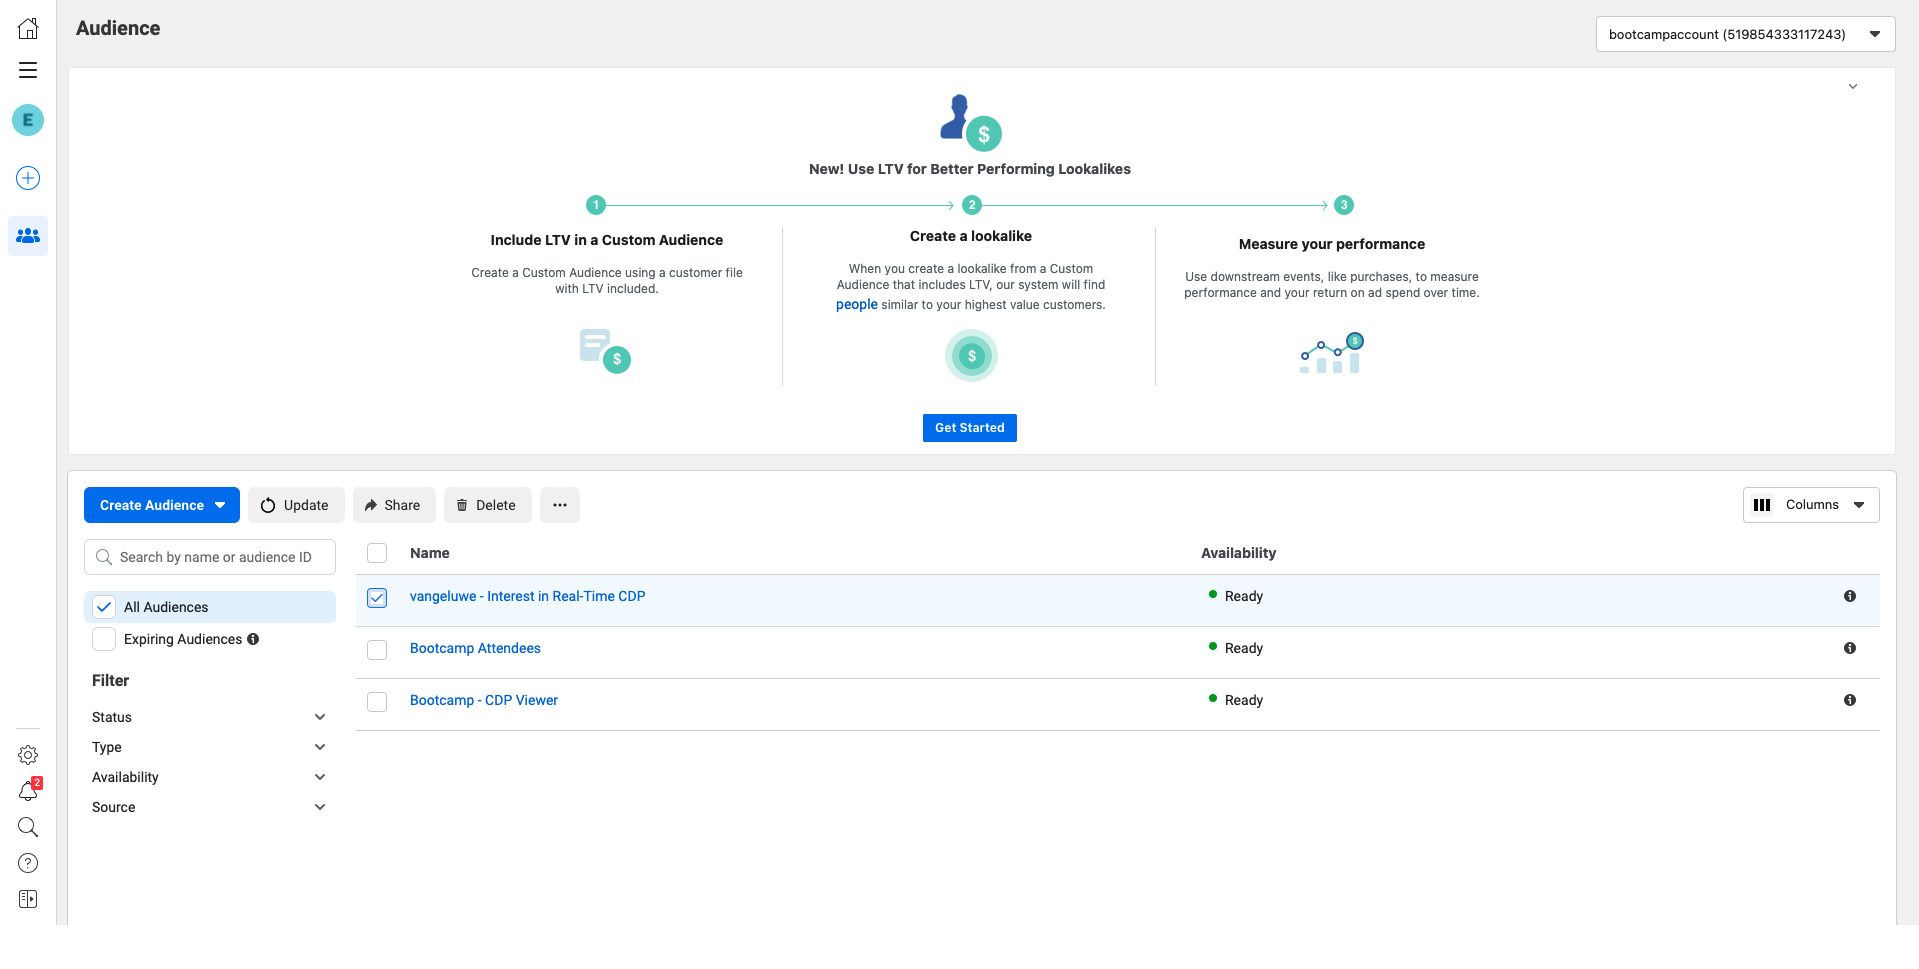 Audience
bootcampaccount (519854333117243)
E
$
New! Use LTV for Better Performing Lookalikes
1
2
3
Include LTV in a Custom Audience
Create a Custom Audience using a customer file
with LTV included.
$
Create a lookalike
When you create a lookalike from a Custom
Audience that includes LTV, our system will find
people similar to your highest value customers.
$
Measure your performance
Use downstream events, like purchases, to measure
performance and your return on ad spend over time.
$
Get Started
Create Audience
Update
Share
Delete
Columns
Search by name or audience ID
All Audiences
Expiring Audiences
Filter
Status
Type
Availability
Source
Name
Availability
vangeluwe - Interest in Real-Time CDP
Ready
Bootcamp Attendees
Ready
Bootcamp - CDP Viewer
Ready
2